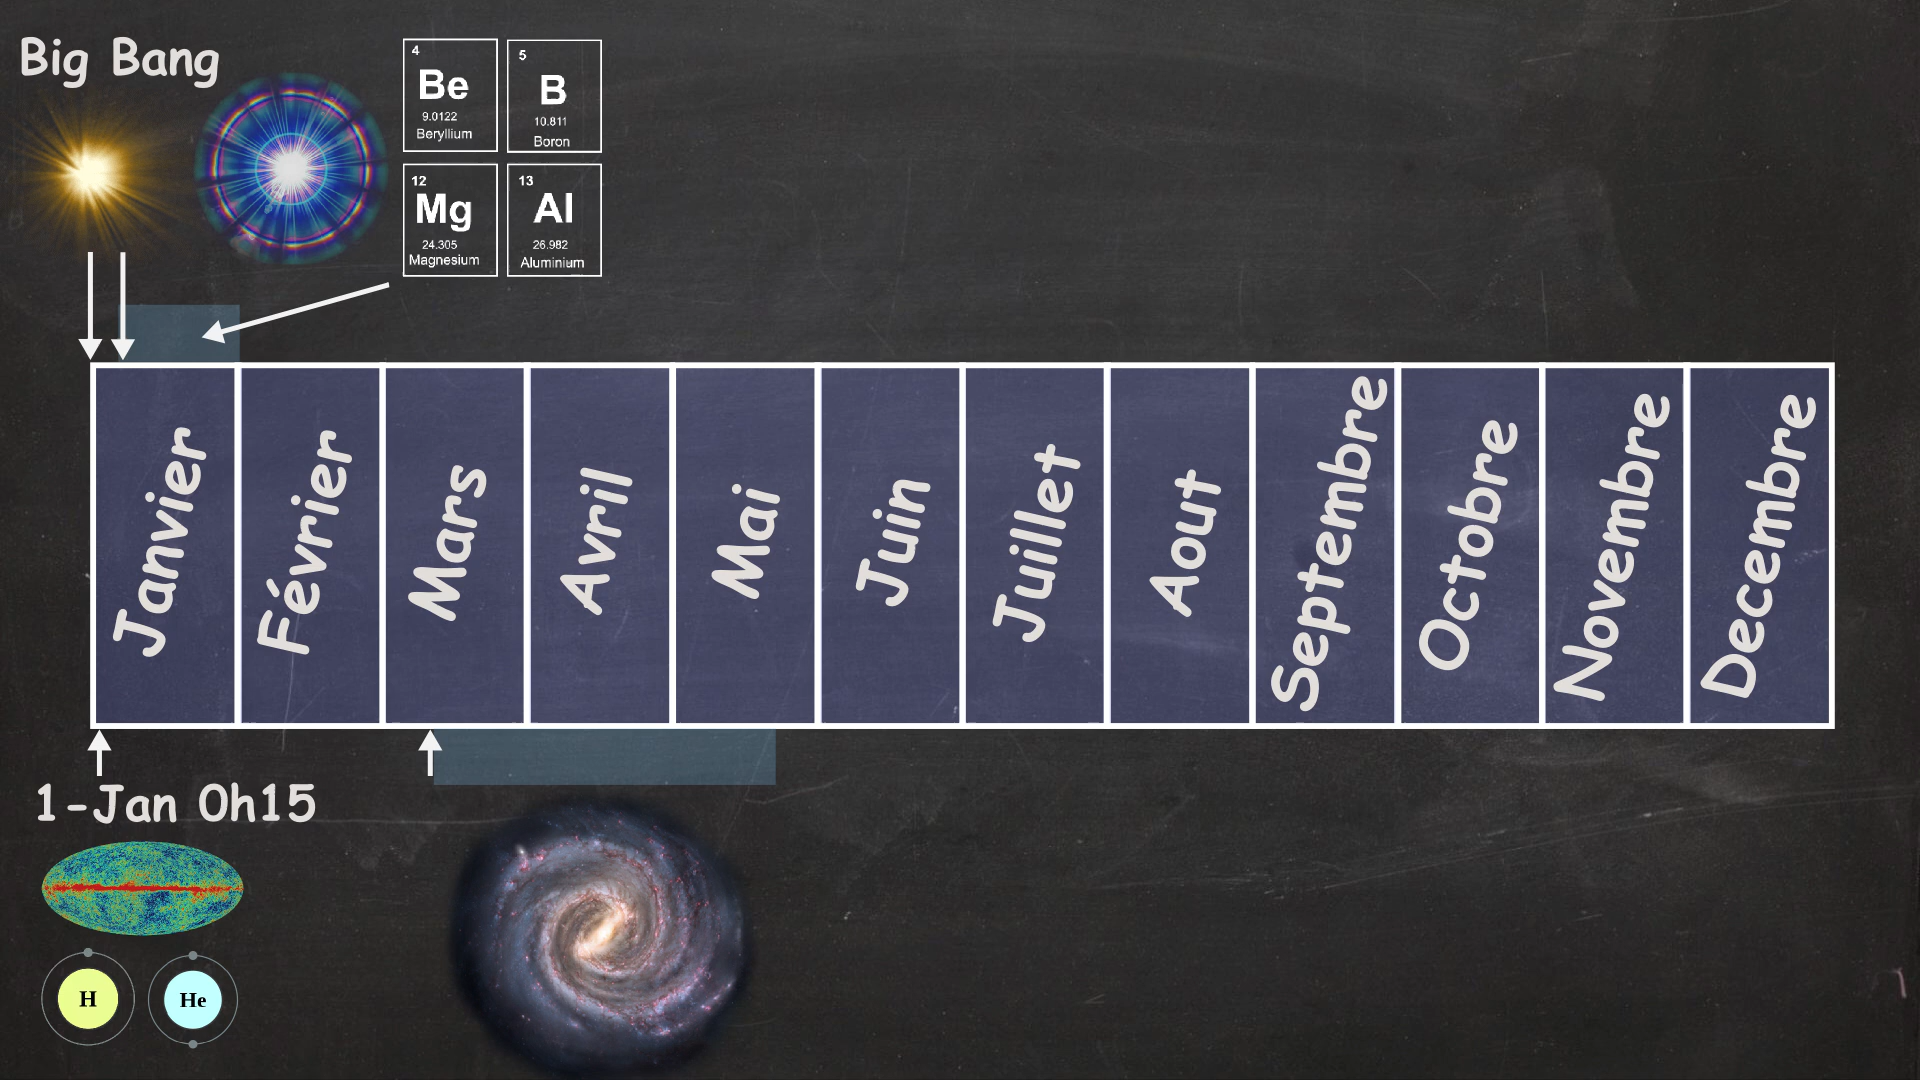 Big Bang
4
Be
9.0122
Beryllium
5
B
10.811
Boron
12
Mg
24.305
Magnesium
13
Al
26.982
Aluminium
Janvier
Février
Mars
Avril
Mai
Juin
Juillet
Aout
Septembre
Octobre
Novembre
Decembre
1-Jan 0h15
H
He